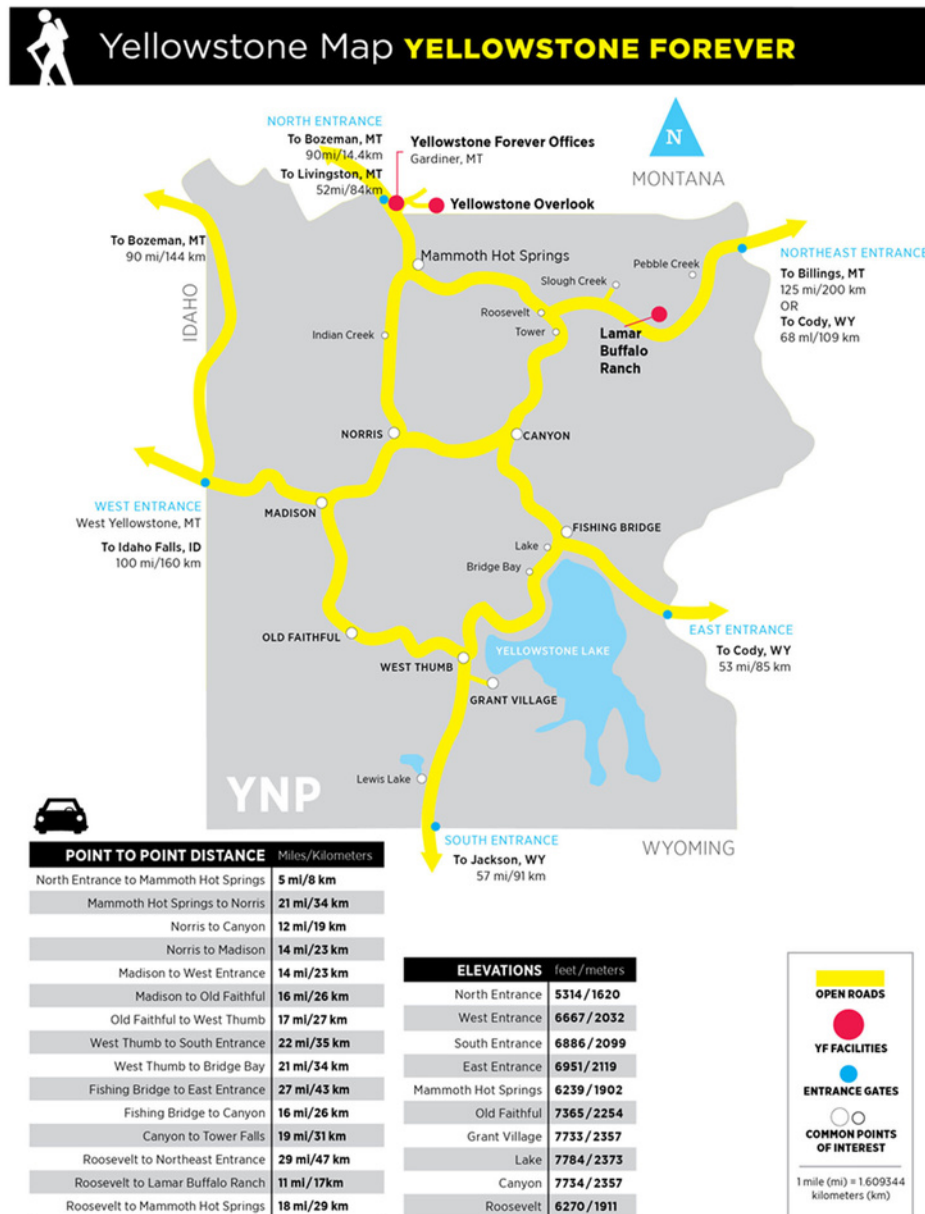 Yellowstone Map YELLOWSTONE FOREVER
NORTH ENTRANCE
To Bozeman, MT
90mi/14.4km
To Livingston, MT
52mi/84km
Yellowstone Forever Offices
Gardiner, MT
Yellowstone Overlook
N
MONTANA
To Bozeman, MT
90 mi/144 km
IDAHO
Mammoth Hot Springs
Pebble Creek
Slough Creek
Roosevelt
Tower
Indian Creek
Lamar
Buffalo
Ranch
NORTHEAST ENTRANCE
To Billings, MT
125 mi/200 km
OR
To Cody, WY
68 ml/109 km
NORRIS
CANYON
WEST ENTRANCE
West Yellowstone, MT
To Idaho Falls, ID
100 mi/160 km
MADISON
FISHING BRIDGE
Lake
Bridge Bay
OLD FAITHFUL
WEST THUMB
YELLOWSTONE LAKE
GRANT VILLAGE
EAST ENTRANCE
To Cody, WY
53 mi/85 km
Lewis Lake
YNP
SOUTH ENTRANCE
To Jackson, WY
57 mi/91 km
WYOMING
POINT TO POINT DISTANCE Miles/Kilometers
North Entrance to Mammoth Hot Springs 5 mi/8 km
Mammoth Hot Springs to Norris 21 mi/34 km
Norris to Canyon 12 mi/19 km
Norris to Madison 14 mi/23 km
Madison to West Entrance 14 mi/23 km
Madison to Old Faithful 16 mi/26 km
Old Faithful to West Thumb 17 mi/27 km
West Thumb to South Entrance 22 mi/35 km
West Thumb to Bridge Bay 21 mi/34 km
Fishing Bridge to East Entrance 27 mi/43 km
Fishing Bridge to Canyon 16 mi/26 km
Canyon to Tower Falls 19 mi/31 km
Roosevelt to Northeast Entrance 29 mi/47 km
Roosevelt to Lamar Buffalo Ranch 11 mi/17km
Roosevelt to Mammoth Hot Springs 18 mi/29 km
ELEVATIONS feet/meters
North Entrance 5314/1620
West Entrance 6667/2032
South Entrance 6886/2099
East Entrance 6951/2119
Mammoth Hot Springs 6239/1902
Old Faithful 7365/2254
Grant Village 7733/2357
Lake 7784/2373
Canyon 7734/2357
Roosevelt 6270/1911
OPEN ROADS
YF FACILITIES
ENTRANCE GATES
COMMON POINTS
OF INTEREST
1 mile (mi) = 1.609344
kilometers (km)